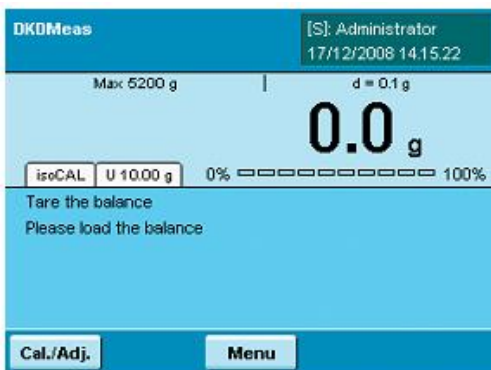 DKDMeas
[S]: Administrator
17/12/2008 14.15.22
Max 5200 g
d = 0.1 g
0.0 g
isoCAL
U 10.00 g
0%
100%
Tare the balance
Please load the balance
Cal./Adj.
Menu